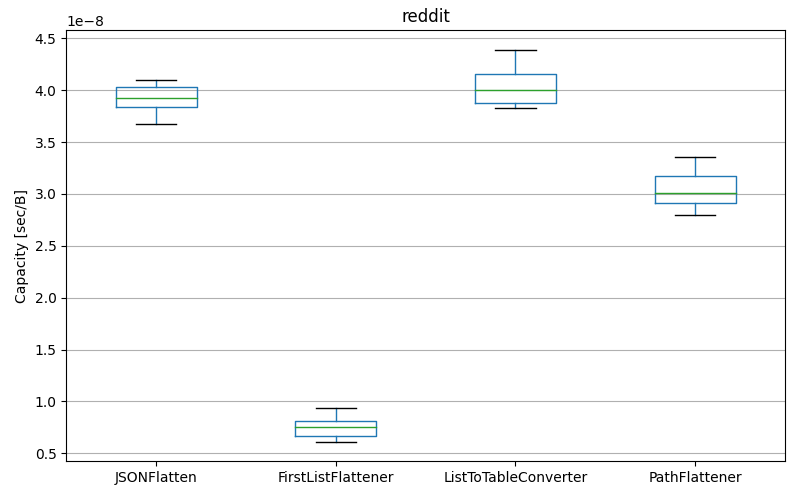 reddit
1e−8
4.5
4.0
3.5
3.0
2.5
2.0
1.5
1.0
0.5
Capacity [sec/B]
JSONFlatten FirstListFlattener ListToTableConverter PathFlattener